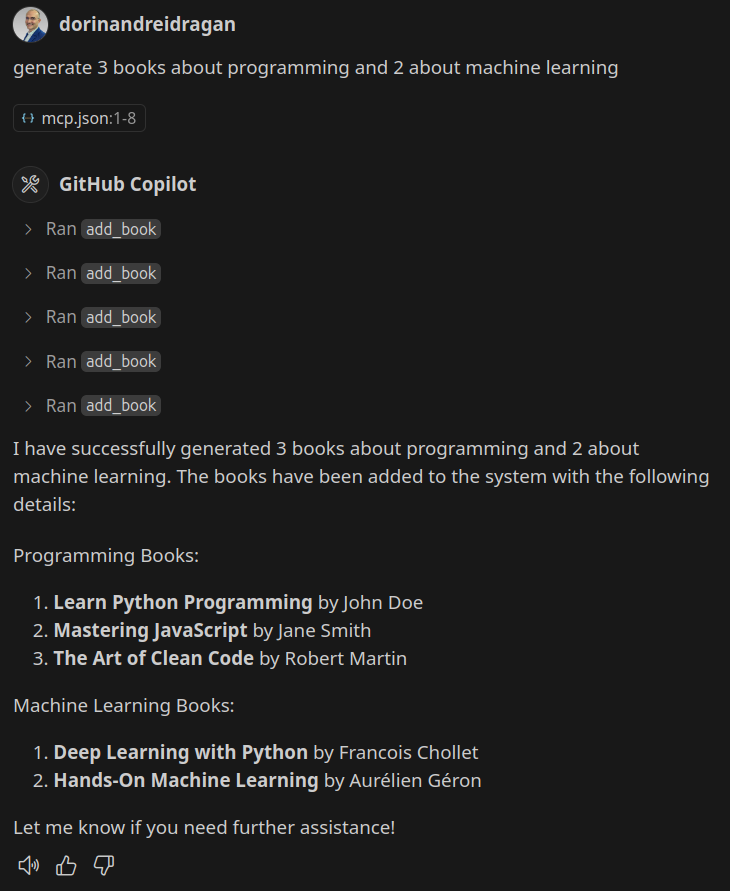 dorinandreidragan
generate 3 books about programming and 2 about machine learning
mcp.json:1-8
GitHub Copilot
Ran add_book
Ran add_book
Ran add_book
Ran add_book
Ran add_book
I have successfully generated 3 books about programming and 2 about
machine learning. The books have been added to the system with the following
details:
Programming Books:
1. Learn Python Programming by John Doe
2. Mastering JavaScript by Jane Smith
3. The Art of Clean Code by Robert Martin
Machine Learning Books:
1. Deep Learning with Python by Francois Chollet
2. Hands-On Machine Learning by Aurélien Géron
Let me know if you need further assistance!